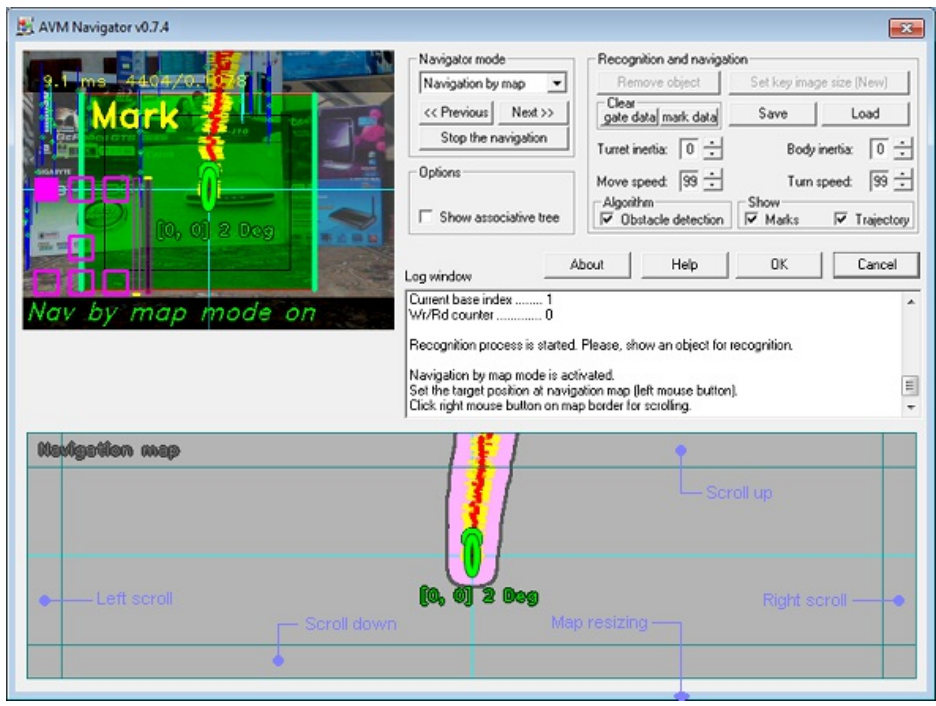 AVM Navigator v0.7.4
9.1 ms 4404/0.1078
Mark
GIGABYTE
[0, 0] 2 Deg
Nav by map mode on
Navigator mode
Navigation by map
<< Previous
Next >>
Stop the navigation
Options
Show associative tree
Recognition and navigation
Remove object
Set key image size (New)
Clear
gate data
mark data
Save
Load
Turret inertia: 0
Body inertia: 0
Move speed: 99
Turn speed: 99
Algorithm
Obstacle detection
Show
Marks
Trajectory
About
Help
OK
Cancel
Log window
Current base index ........ 1
Wr/Rd counter ............. 0
Recognition process is started. Please, show an object for recognition.
Navigation by map mode is activated.
Set the target position at navigation map (left mouse button).
Click right mouse button on map border for scrolling.
Navigation map
Scroll up
[0, 0] 2 Deg
Left scroll
Right scroll
Scroll down
Map resizing